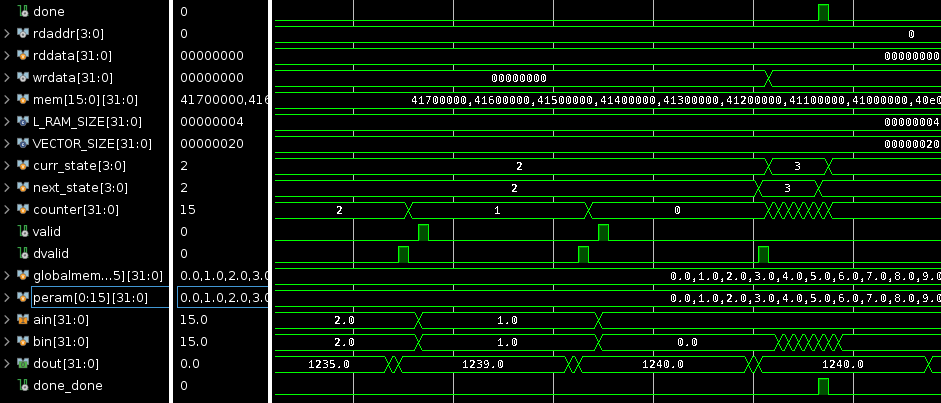 done 0
rdaddr[3:0] 0 0
rddata[31:0] 00000000 00000000
wrdata[31:0] 00000000 00000000
mem[15:0][31:0] 41700000,416 41700000,41600000,41500000,41400000,41300000,41200000,41100000,41000000,40e0
L_RAM_SIZE[31:0] 00000004 00000004
VECTOR_SIZE[31:0] 00000020 00000020
curr_state[3:0] 2 2 3
next_state[3:0] 2 2 3
counter[31:0] 15 2 1 0
valid 0
dvalid 0
globalmem...5][31:0] 0.0,1.0,2.0,3.0 0.0,1.0,2.0,3.0,4.0,5.0,6.0,7.0,8.0,9.0
peram[0:15][31:0] 0.0,1.0,2.0,3.0 0.0,1.0,2.0,3.0,4.0,5.0,6.0,7.0,8.0,9.0
ain[31:0] 15.0 2.0 1.0
bin[31:0] 15.0 2.0 1.0 0.0
dout[31:0] 0.0 1235.0 1239.0 1240.0 1240.0
done_done 0